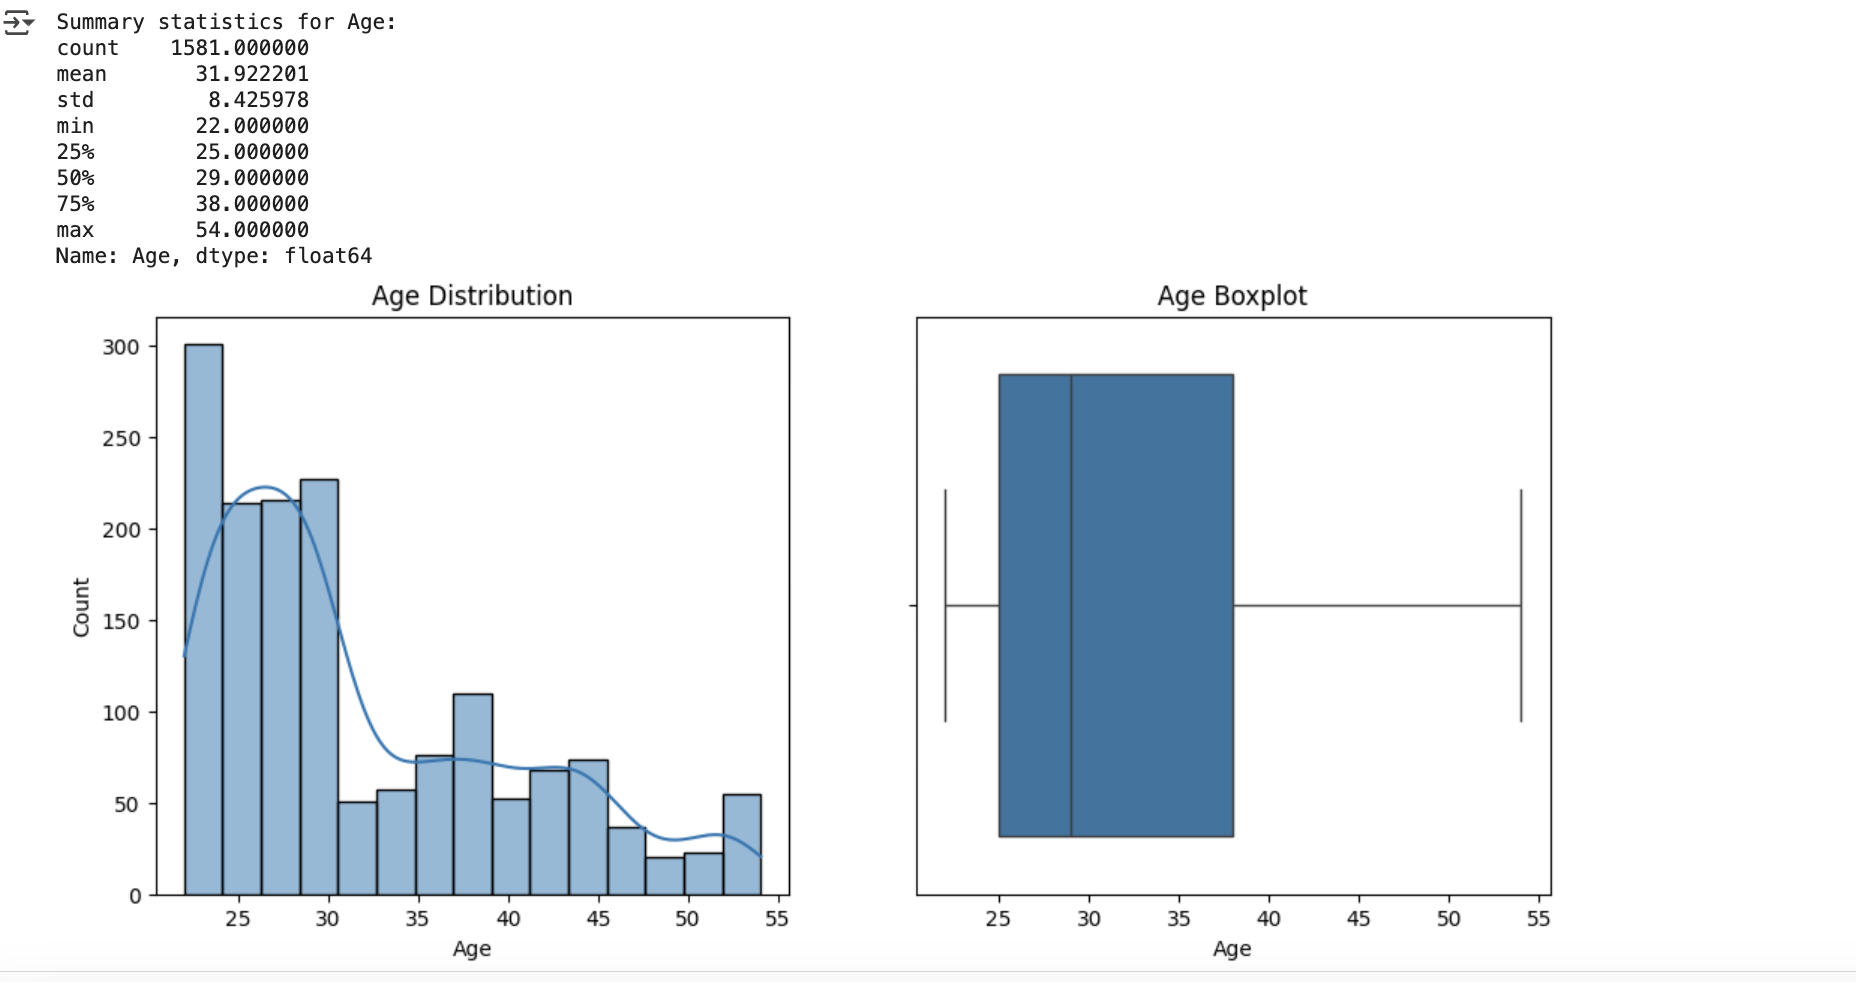 Summary statistics for Age:
count    1581.000000
mean       31.922201
std         8.425978
min        22.000000
25%        25.000000
50%        29.000000
75%        38.000000
max        54.000000
Name: Age, dtype: float64
Age Distribution
300
250
200
150
100
50
0
Count
25 30 35 40 45 50 55
Age
Age Boxplot
25 30 35 40 45 50 55
Age